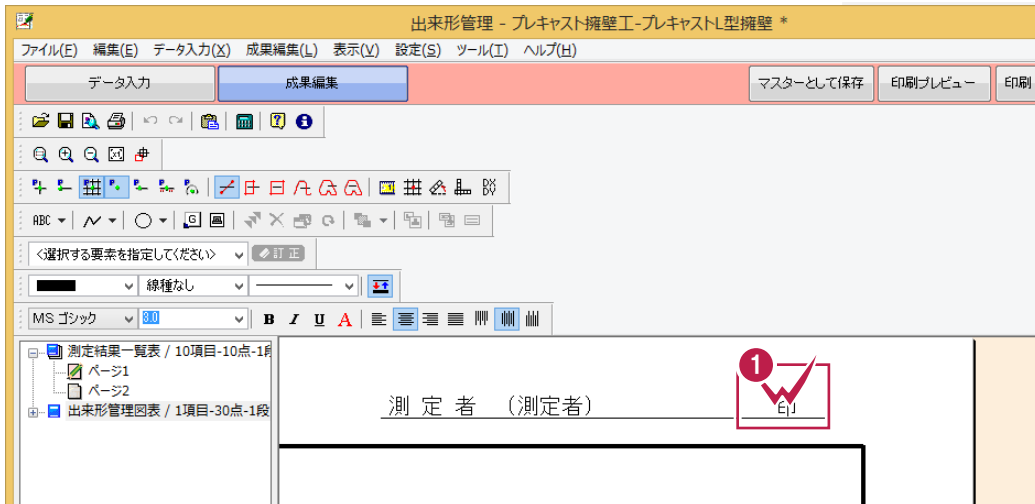 出来形管理 - プレキャスト擁壁工-プレキャストL型擁壁 *
ファイル(F) 編集(E) データ入力(X) 成果編集(L) 表示(V) 設定(S) ツール(T) ヘルプ(H)
データ入力 成果編集 マスターとして保存 印刷プレビュー 印刷
ABC
<選択する要素を指定してください> 訂正
線種なし
MS ゴシック 3.0 B I U A
測定結果一覧表 / 10項目-10点-1段
ページ1
ページ2
出来形管理図表 / 1項目-30点-1段
測 定 者 (測定者) 印
1